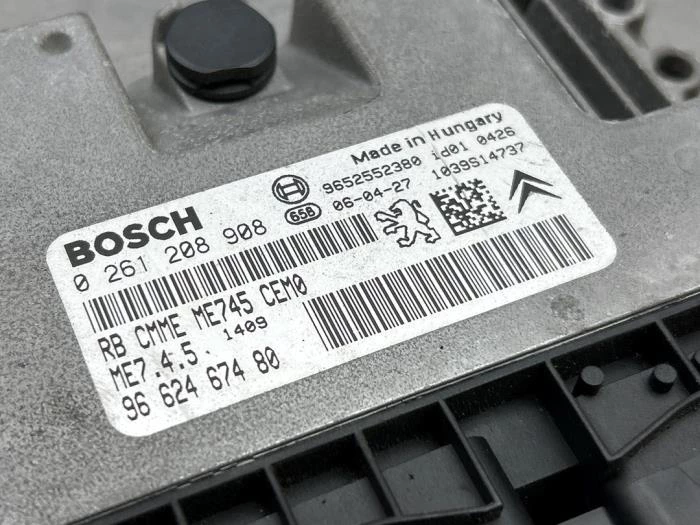 Made in Hungary
9652552380 1d01 0426
658 06-04-27 1039S14737
BOSCH
0 261 208 908
RB CMME ME745 CEM0
ME7.4.5. 1409
96 624 674 80